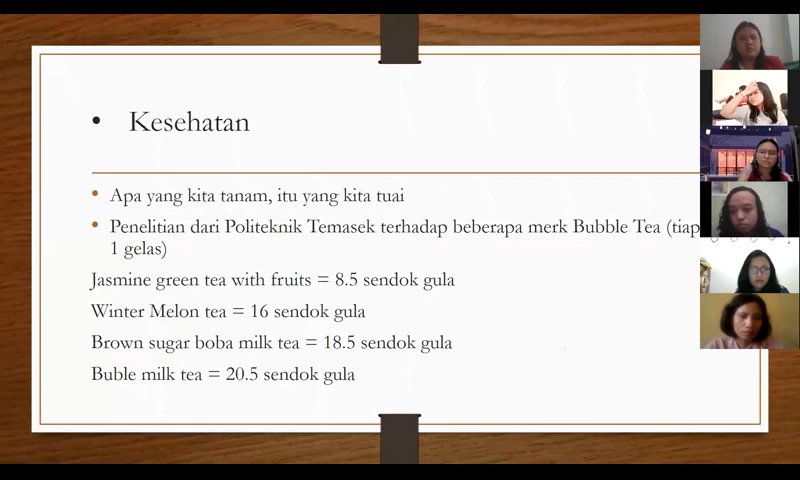 • Kesehatan
• Apa yang kita tanam, itu yang kita tuai
• Penelitian dari Politeknik Temasek terhadap beberapa merk Bubble Tea (tiap
1 gelas)
Jasmine green tea with fruits = 8.5 sendok gula
Winter Melon tea = 16 sendok gula
Brown sugar boba milk tea = 18.5 sendok gula
Buble milk tea = 20.5 sendok gula